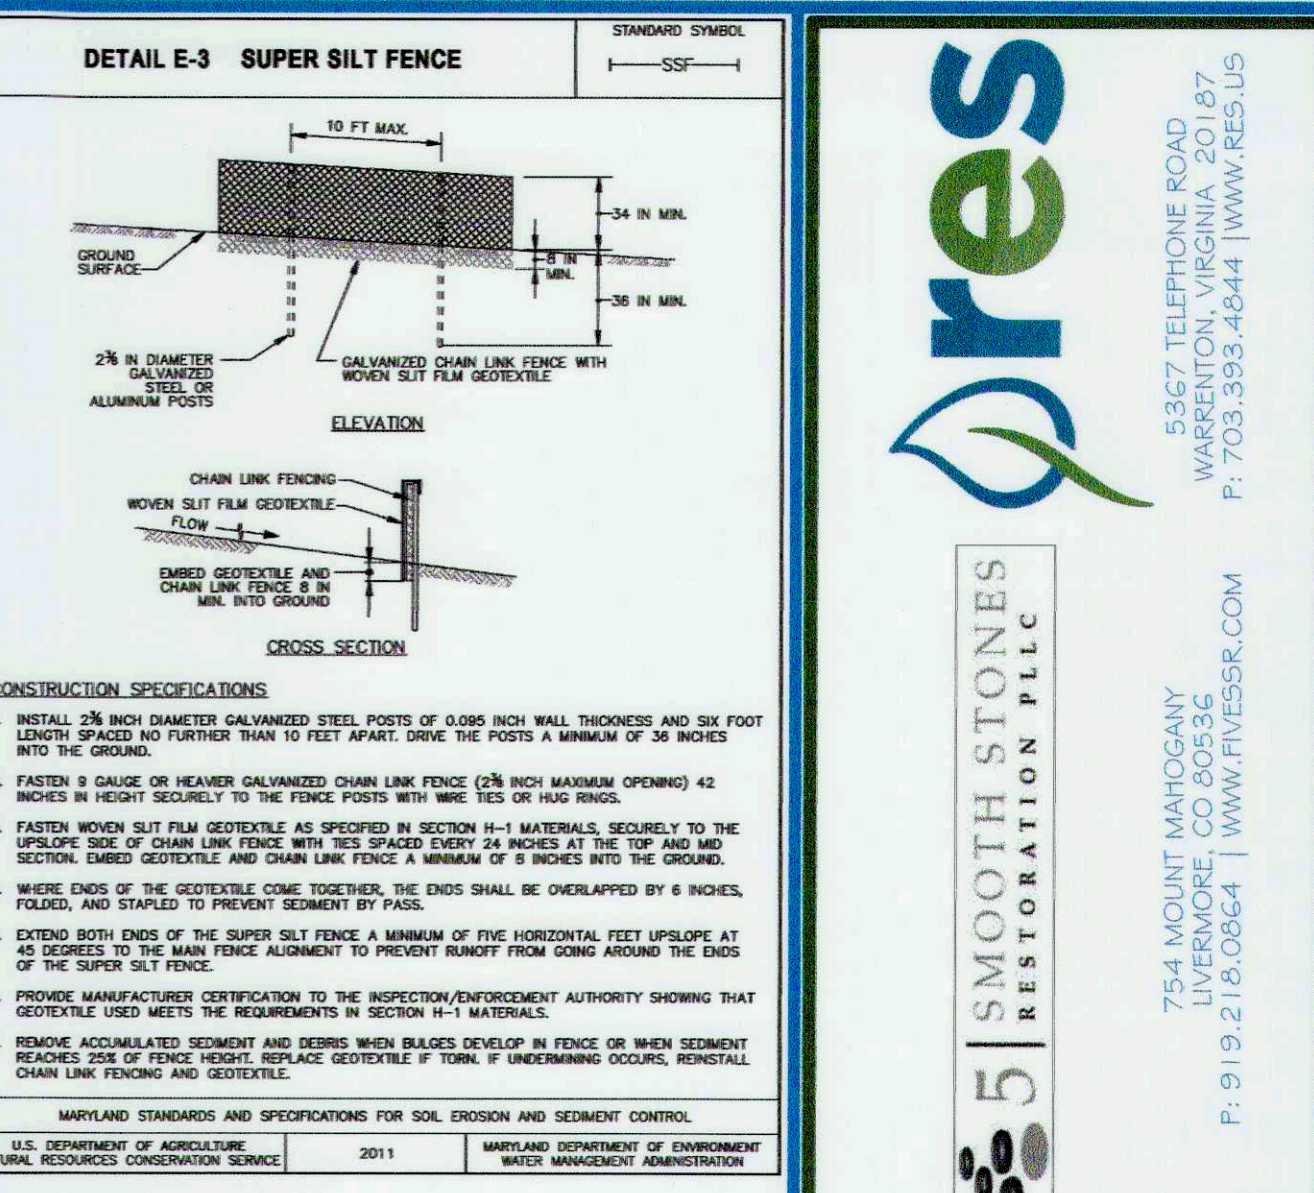 DETAIL E-3 SUPER SILT FENCE
STANDARD SYMBOL
SSF
10 FT MAX.
34 IN MIN.
GROUND
SURFACE
8 IN
MIN.
36 IN MIN.
2⅜ IN DIAMETER
GALVANIZED
STEEL OR
ALUMINUM POSTS
GALVANIZED CHAIN LINK FENCE WITH
WOVEN SLIT FILM GEOTEXTILE
ELEVATION
CHAIN LINK FENCING
WOVEN SLIT FILM GEOTEXTILE
FLOW
EMBED GEOTEXTILE AND
CHAIN LINK FENCE 8 IN
MIN. INTO GROUND
CROSS SECTION
CONSTRUCTION SPECIFICATIONS
INSTALL 2⅜ INCH DIAMETER GALVANIZED STEEL POSTS OF 0.095 INCH WALL THICKNESS AND SIX FOOT
LENGTH SPACED NO FURTHER THAN 10 FEET APART. DRIVE THE POSTS A MINIMUM OF 36 INCHES
INTO THE GROUND.
FASTEN 9 GAUGE OR HEAVIER GALVANIZED CHAIN LINK FENCE (2⅜ INCH MAXIMUM OPENING) 42
INCHES IN HEIGHT SECURELY TO THE FENCE POSTS WITH WIRE TIES OR HUG RINGS.
FASTEN WOVEN SLIT FILM GEOTEXTILE AS SPECIFIED IN SECTION H-1 MATERIALS, SECURELY TO THE
UPSLOPE SIDE OF CHAIN LINK FENCE WITH TIES SPACED EVERY 24 INCHES AT THE TOP AND MID
SECTION. EMBED GEOTEXTILE AND CHAIN LINK FENCE A MINIMUM OF 8 INCHES INTO THE GROUND.
WHERE ENDS OF THE GEOTEXTILE COME TOGETHER, THE ENDS SHALL BE OVERLAPPED BY 6 INCHES,
FOLDED, AND STAPLED TO PREVENT SEDIMENT BY PASS.
EXTEND BOTH ENDS OF THE SUPER SILT FENCE A MINIMUM OF FIVE HORIZONTAL FEET UPSLOPE AT
45 DEGREES TO THE MAIN FENCE ALIGNMENT TO PREVENT RUNOFF FROM GOING AROUND THE ENDS
OF THE SUPER SILT FENCE.
PROVIDE MANUFACTURER CERTIFICATION TO THE INSPECTION/ENFORCEMENT AUTHORITY SHOWING THAT
GEOTEXTILE USED MEETS THE REQUIREMENTS IN SECTION H-1 MATERIALS.
REMOVE ACCUMULATED SEDIMENT AND DEBRIS WHEN BULGES DEVELOP IN FENCE OR WHEN SEDIMENT
REACHES 25% OF FENCE HEIGHT. REPLACE GEOTEXTILE IF TORN. IF UNDERMINING OCCURS, REINSTALL
CHAIN LINK FENCING AND GEOTEXTILE.
MARYLAND STANDARDS AND SPECIFICATIONS FOR SOIL EROSION AND SEDIMENT CONTROL
U.S. DEPARTMENT OF AGRICULTURE
URAL RESOURCES CONSERVATION SERVICE
2011
MARYLAND DEPARTMENT OF ENVIRONMENT
WATER MANAGEMENT ADMINISTRATION
res
5367 TELEPHONE ROAD
WARRENTON, VIRGINIA 20187
P: 703.393.4844 | WWW.RES.US
5 | SMOOTH STONES
RESTORATION PLLC
754 MOUNT MAHOGANY
LIVERMORE, CO 80536
P: 919.218.0864 | WWW.FIVESSR.COM